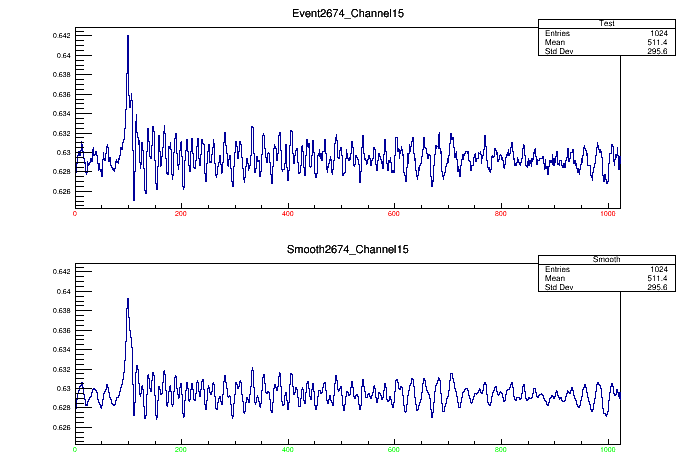 Event2674_Channel15
Test
Entries 1024
Mean 511.4
Std Dev 295.6
0.642
0.64
0.638
0.636
0.634
0.632
0.63
0.628
0.626
0 200 400 600 800 1000
Smooth2674_Channel15
Smooth
Entries 1024
Mean 511.4
Std Dev 295.6
0.642
0.64
0.638
0.636
0.634
0.632
0.63
0.628
0.626
0 200 400 600 800 1000